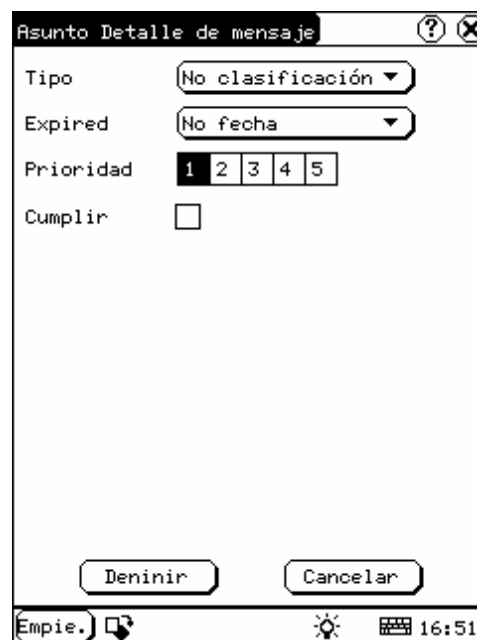 Asunto Detalle de mensaje ?
Tipo No clasificación
Expired No fecha
Prioridad 1 2 3 4 5
Cumplir
Deninir Cancelar
Empie. 16:51